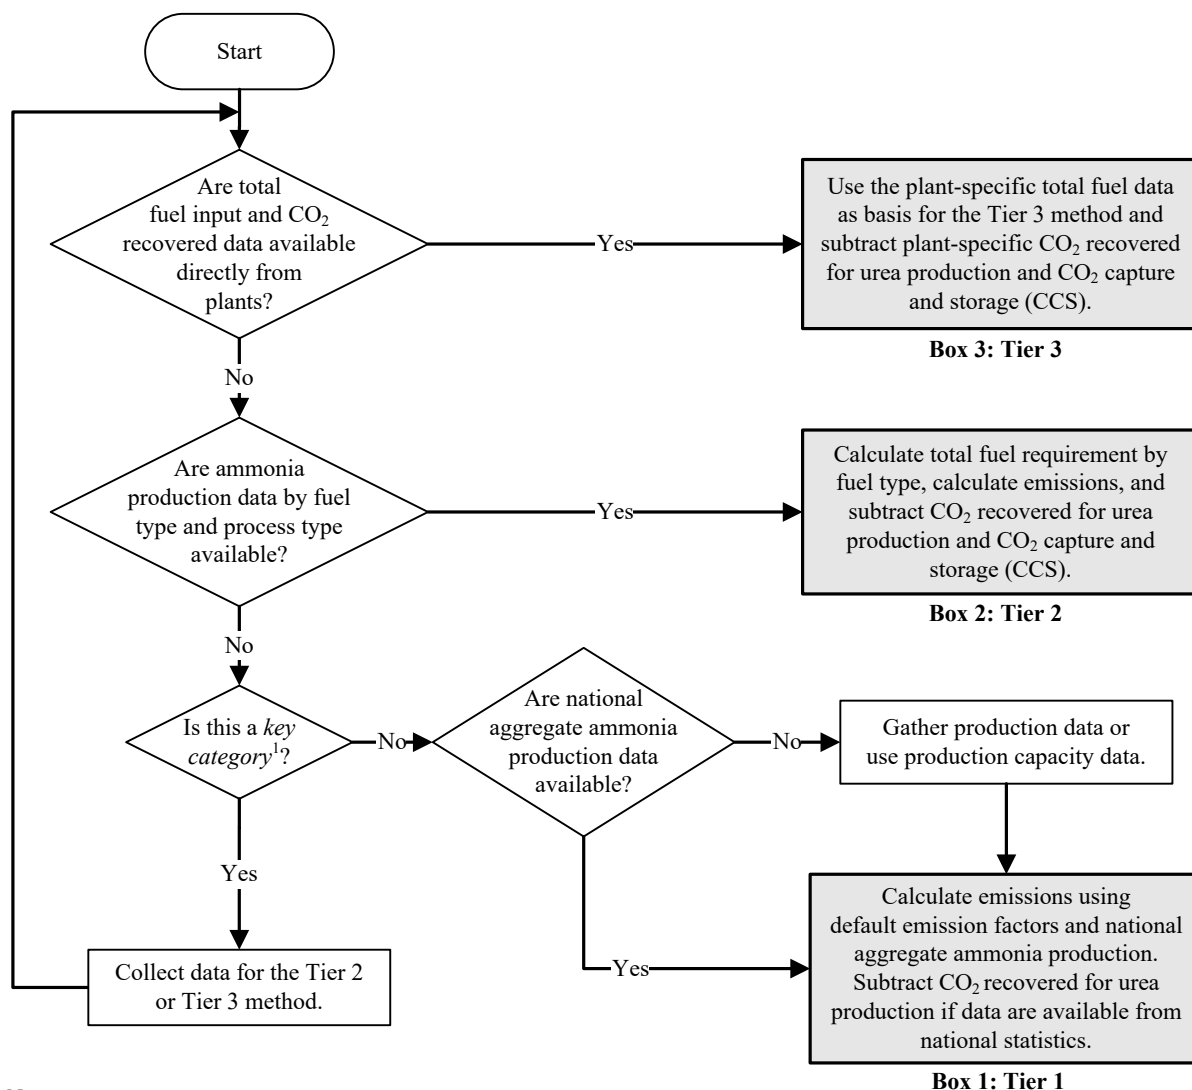 Start
Are total
fuel input and CO₂
recovered data available
directly from
plants?
Yes
Use the plant-specific total fuel data
as basis for the Tier 3 method and
subtract plant-specific CO₂ recovered
for urea production and CO₂ capture
and storage (CCS).
Box 3: Tier 3
No
Are ammonia
production data by fuel
type and process type
available?
Yes
Calculate total fuel requirement by
fuel type, calculate emissions, and
subtract CO₂ recovered for urea
production and CO₂ capture and
storage (CCS).
Box 2: Tier 2
No
Is this a key
category¹?
No
Are national
aggregate ammonia
production data
available?
No
Gather production data or
use production capacity data.
Yes
Collect data for the Tier 2
or Tier 3 method.
Yes
Calculate emissions using
default emission factors and national
aggregate ammonia production.
Subtract CO₂ recovered for urea
production if data are available from
national statistics.
Box 1: Tier 1